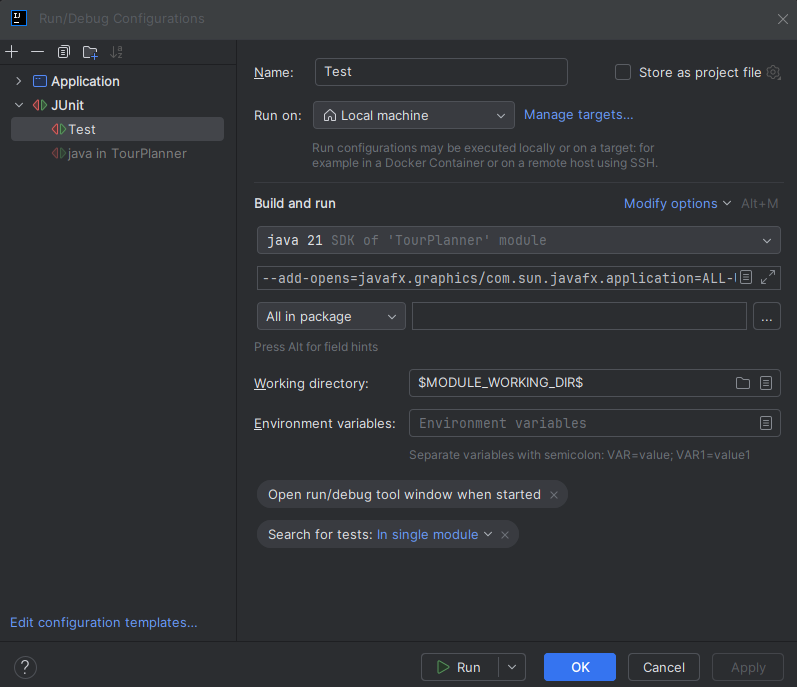 Run/Debug Configurations
Application
JUnit
Test
java in TourPlanner
Edit configuration templates...
Name: Test Store as project file
Run on: Local machine Manage targets...
Run configurations may be executed locally or on a target: for
example in a Docker Container or on a remote host using SSH.
Build and run Modify options Alt+M
java 21 SDK of 'TourPlanner' module
--add-opens=javafx.graphics/com.sun.javafx.application=ALL-
All in package ...
Press Alt for field hints
Working directory: $MODULE_WORKING_DIR$
Environment variables: Environment variables
Separate variables with semicolon: VAR=value; VAR1=value1
Open run/debug tool window when started ×
Search for tests: In single module ×
? Run OK Cancel Apply